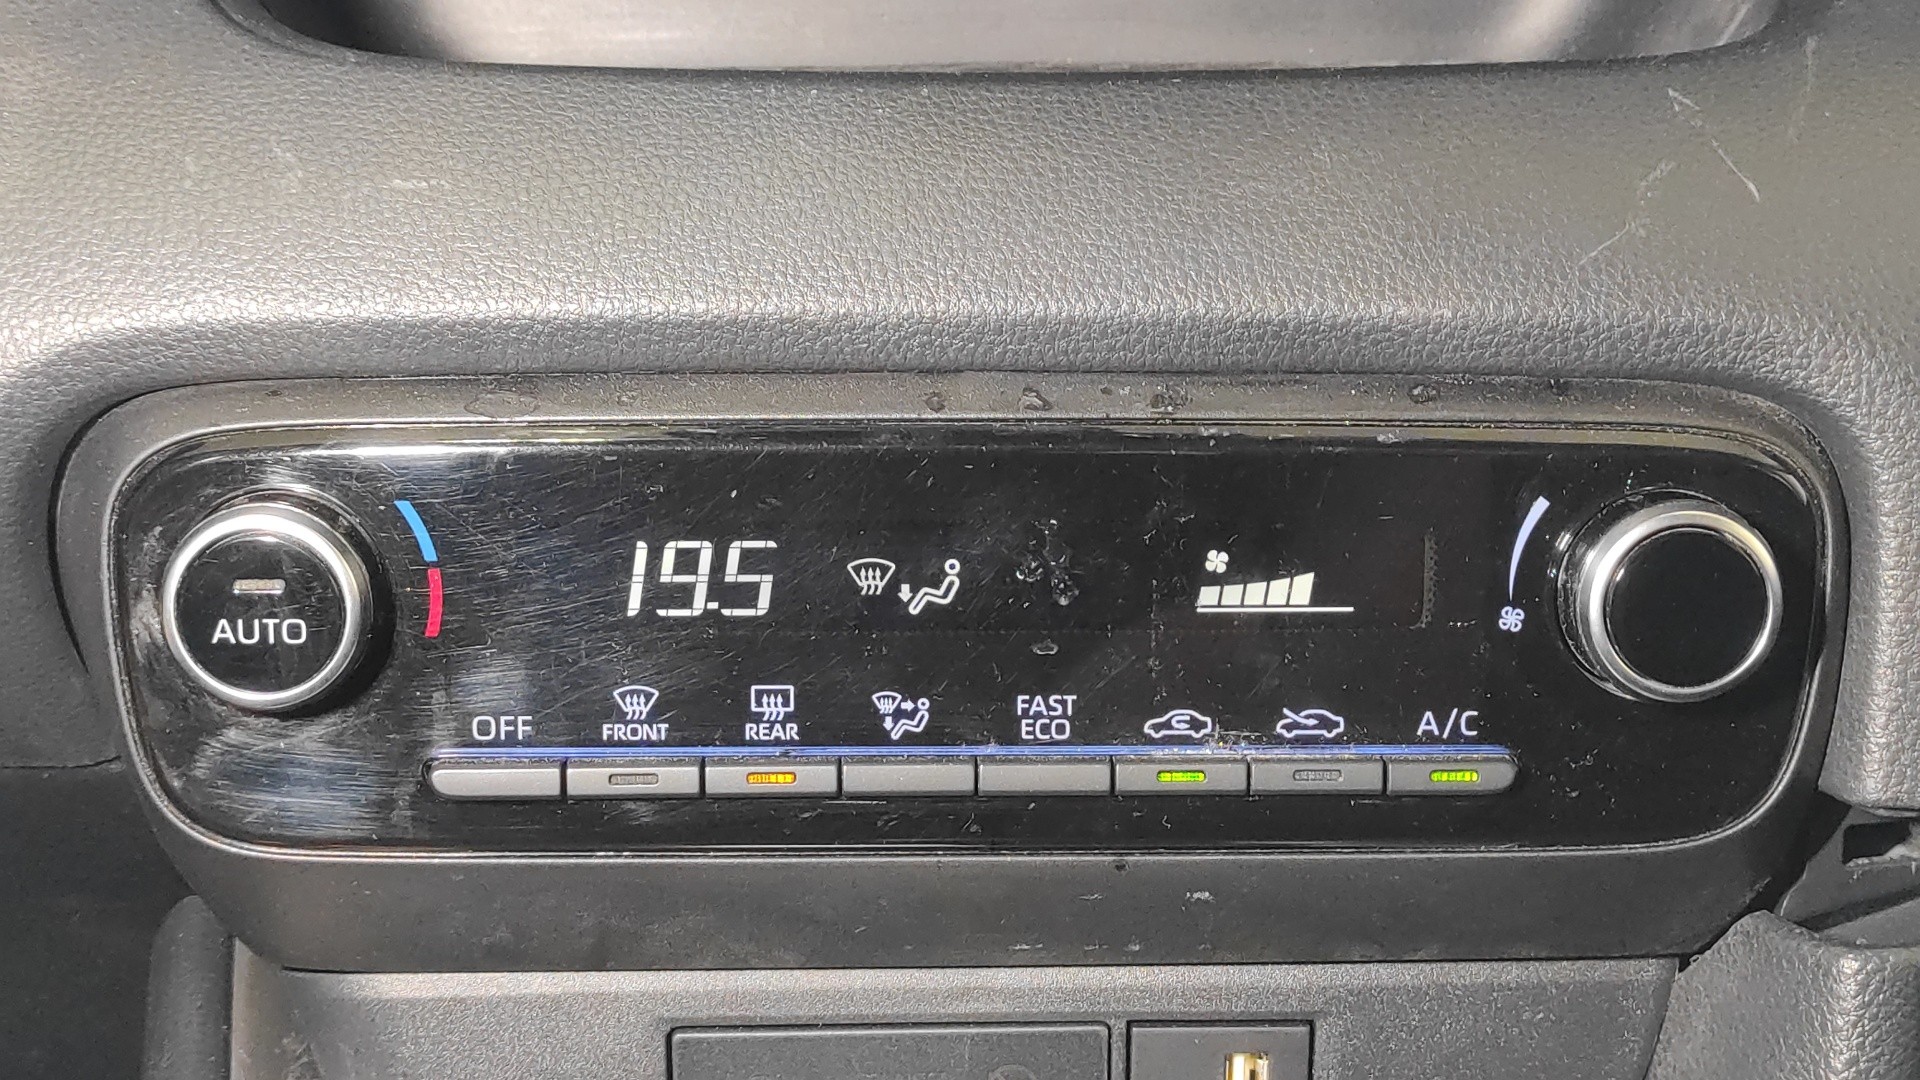 19.5
AUTO
OFF
FRONT
REAR
FAST
ECO
A/C